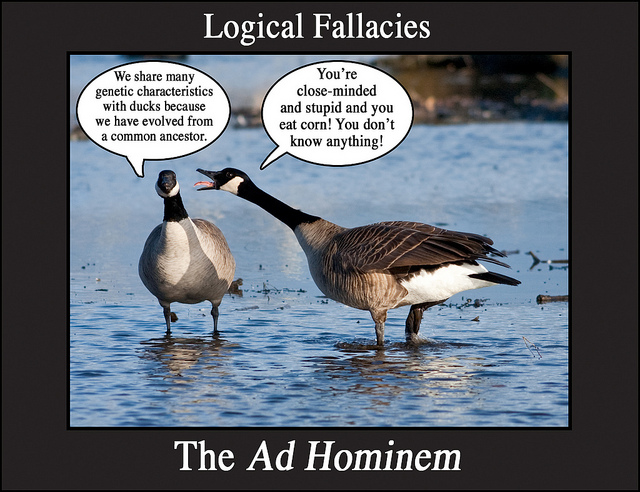 Logical Fallacies
We share many
genetic characteristics
with ducks because
we have evolved from
a common ancestor.
You're
close-minded
and stupid and you
eat corn! You don't
know anything!
The Ad Hominem